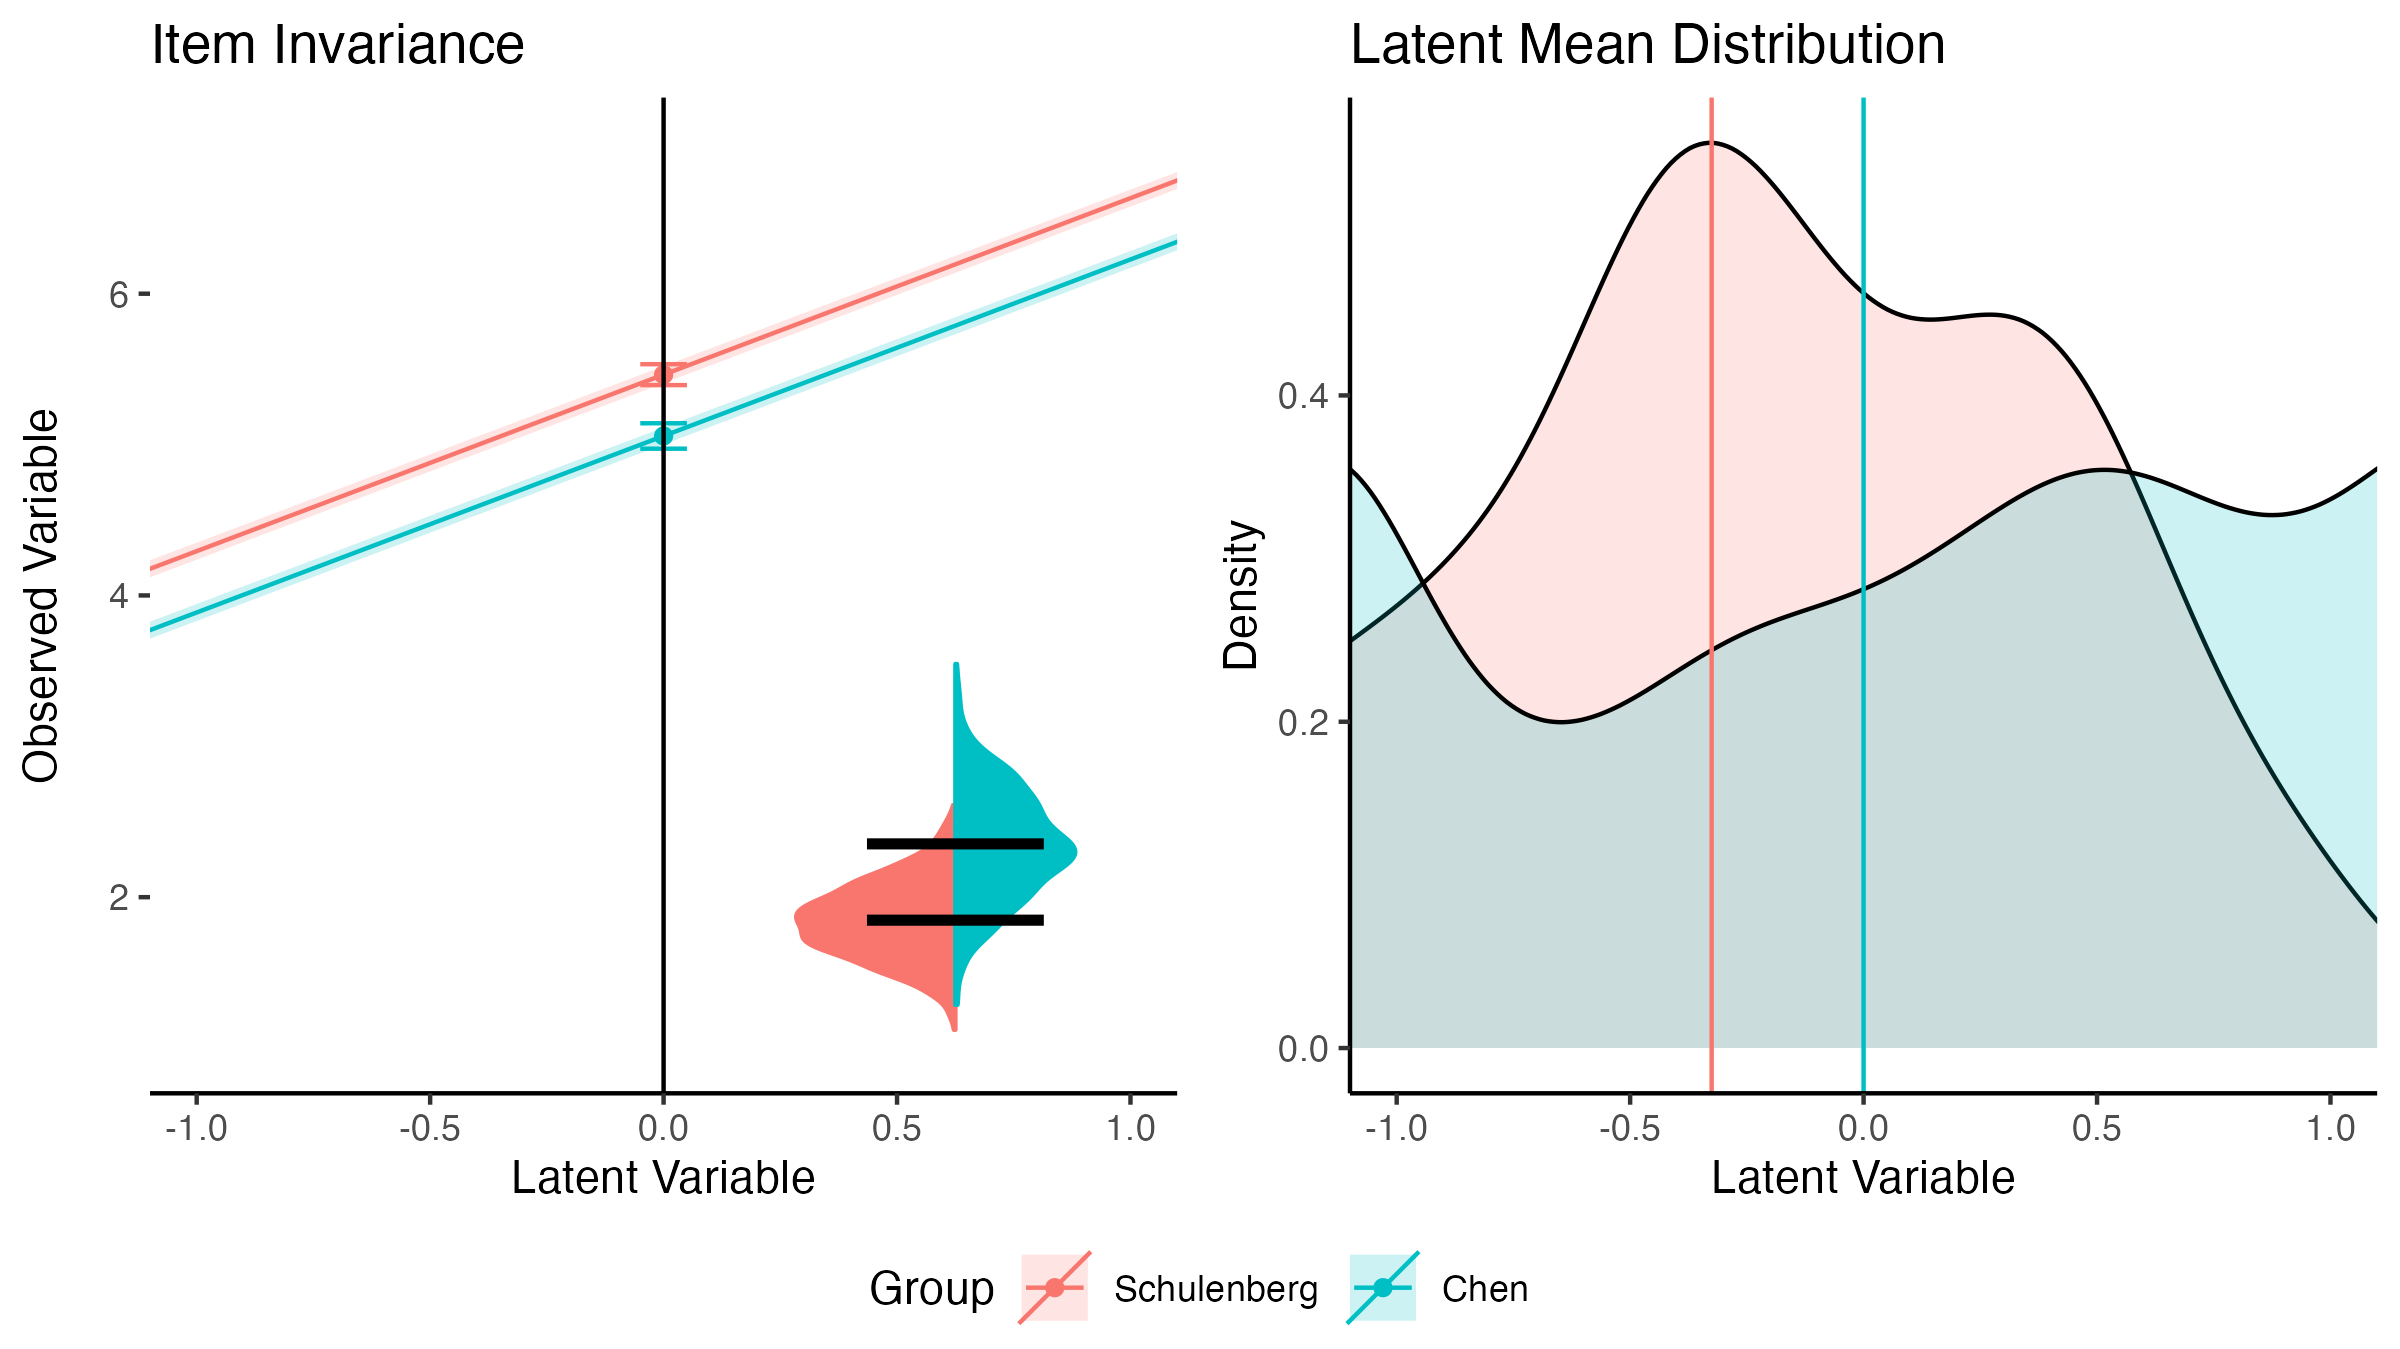 Item Invariance
Observed Variable
6
4
2
-1.0 -0.5 0.0 0.5 1.0
Latent Variable
Latent Mean Distribution
Density
0.4
0.2
0.0
-1.0 -0.5 0.0 0.5 1.0
Latent Variable
Group Schulenberg Chen